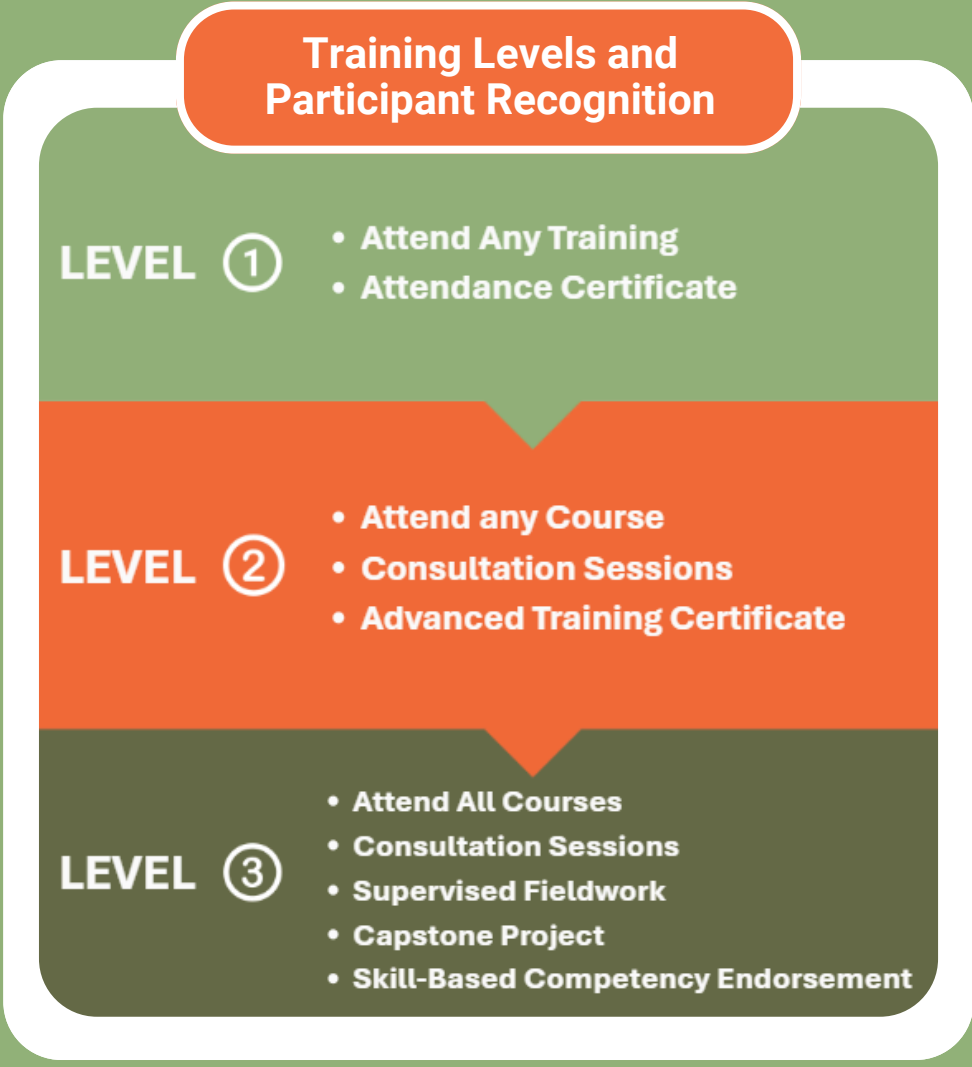 Training Levels and
Participant Recognition
LEVEL 1
• Attend Any Training
• Attendance Certificate
LEVEL 2
• Attend any Course
• Consultation Sessions
• Advanced Training Certificate
LEVEL 3
• Attend All Courses
• Consultation Sessions
• Supervised Fieldwork
• Capstone Project
• Skill-Based Competency Endorsement